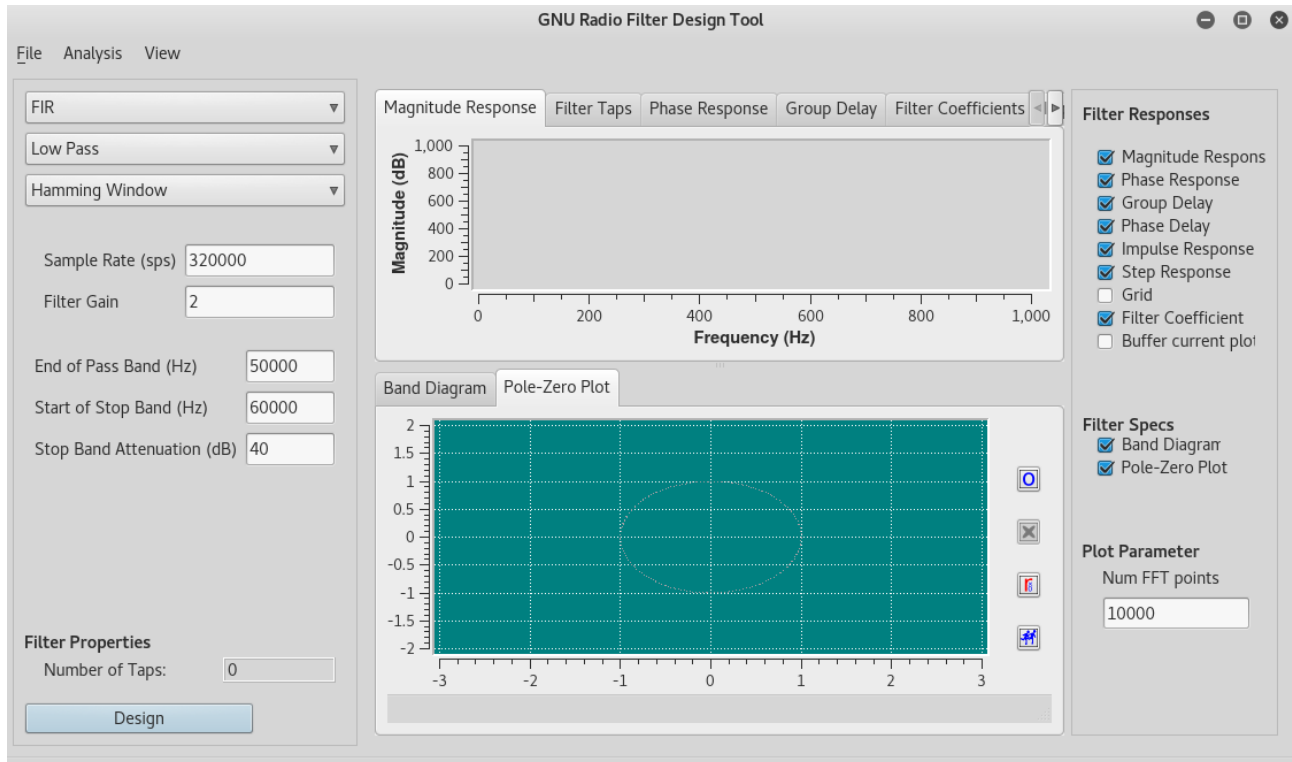 GNU Radio Filter Design Tool
File Analysis View
FIR
Low Pass
Hamming Window
Sample Rate (sps) 320000
Filter Gain 2
End of Pass Band (Hz) 50000
Start of Stop Band (Hz) 60000
Stop Band Attenuation (dB) 40
Filter Properties
Number of Taps: 0
Design
Magnitude Response Filter Taps Phase Response Group Delay Filter Coefficients
Magnitude (dB)
1,000
800
600
400
200
0
0 200 400 600 800 1,000
Frequency (Hz)
Band Diagram Pole-Zero Plot
2
1.5
1
0.5
0
-0.5
-1
-1.5
-2
-3 -2 -1 0 1 2 3
Filter Responses
Magnitude Respons
Phase Response
Group Delay
Phase Delay
Impulse Response
Step Response
Grid
Filter Coefficient
Buffer current plot
Filter Specs
Band Diagram
Pole-Zero Plot
Plot Parameter
Num FFT points
10000